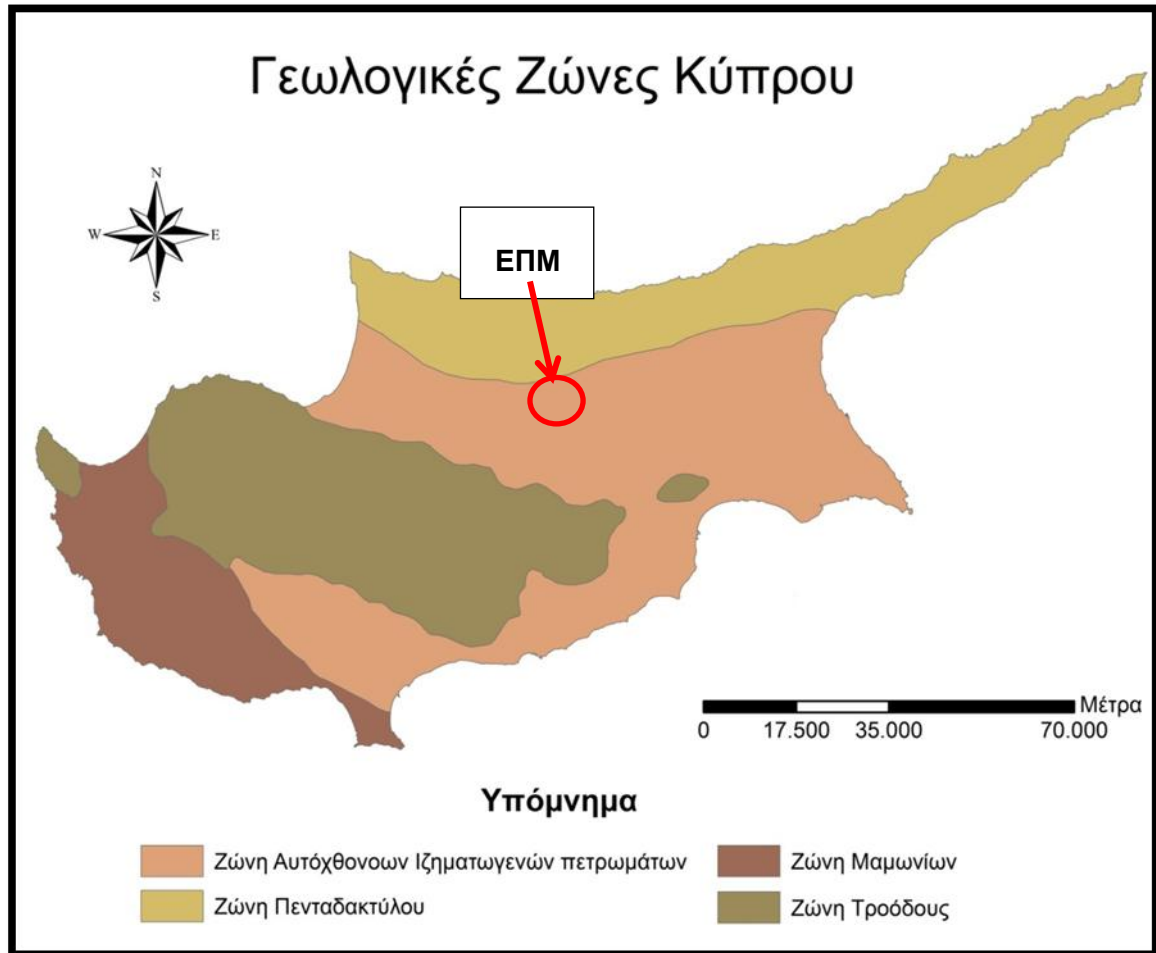 Γεωλογικές Ζώνες Κύπρου
N
W E
S
ΕΠΜ
Μέτρα
0 17.500 35.000 70.000
Υπόμνημα
Ζώνη Αυτόχθονοων Ιζηματωγενών πετρωμάτων
Ζώνη Μαμωνίων
Ζώνη Πενταδακτύλου
Ζώνη Τροόδους